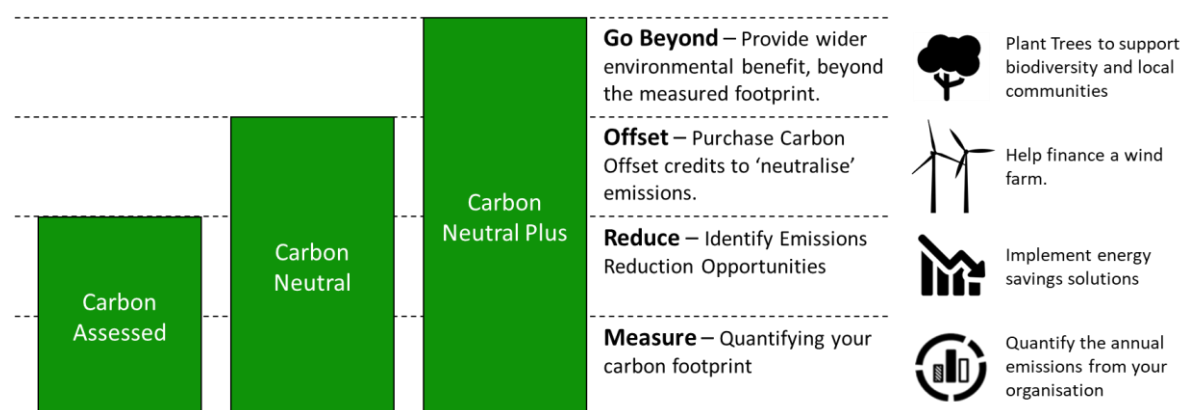 Carbon
Assessed
Carbon
Neutral
Carbon
Neutral Plus
Go Beyond – Provide wider
environmental benefit, beyond
the measured footprint.
Plant Trees to support
biodiversity and local
communities
Offset – Purchase Carbon
Offset credits to ‘neutralise’
emissions.
Help finance a wind
farm.
Reduce – Identify Emissions
Reduction Opportunities
Implement energy
savings solutions
Measure – Quantifying your
carbon footprint
Quantify the annual
emissions from your
organisation